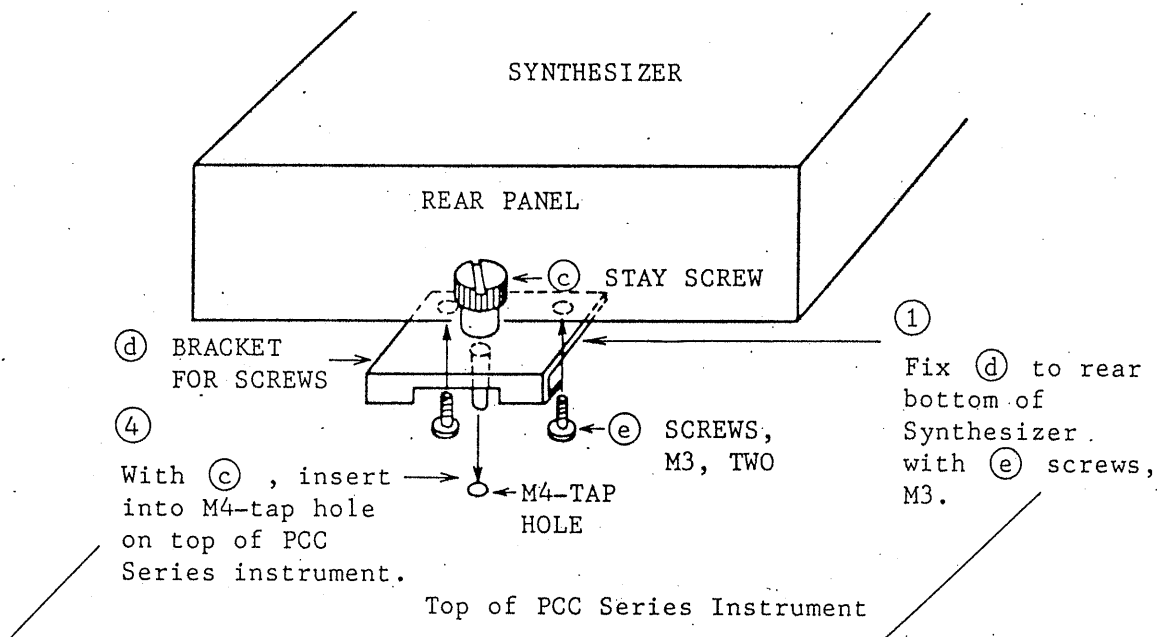 SYNTHESIZER
REAR PANEL
ⓒ STAY SCREW
ⓓ BRACKET
FOR SCREWS
①
Fix ⓓ to rear
bottom of
Synthesizer
with ⓔ screws,
M3.
④
With ⓒ , insert
into M4-tap hole
on top of PCC
Series instrument.
ⓔ SCREWS,
M3, TWO
M4-TAP
HOLE
Top of PCC Series Instrument